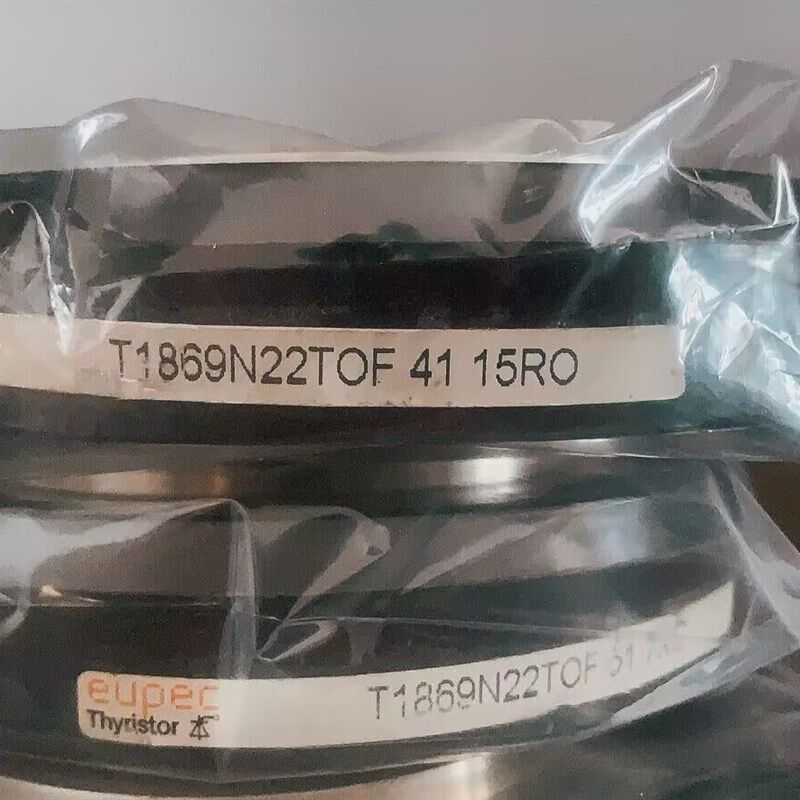 T1869N22TOF 41 15RO
eupec
Thyristor
T1869N22TOF